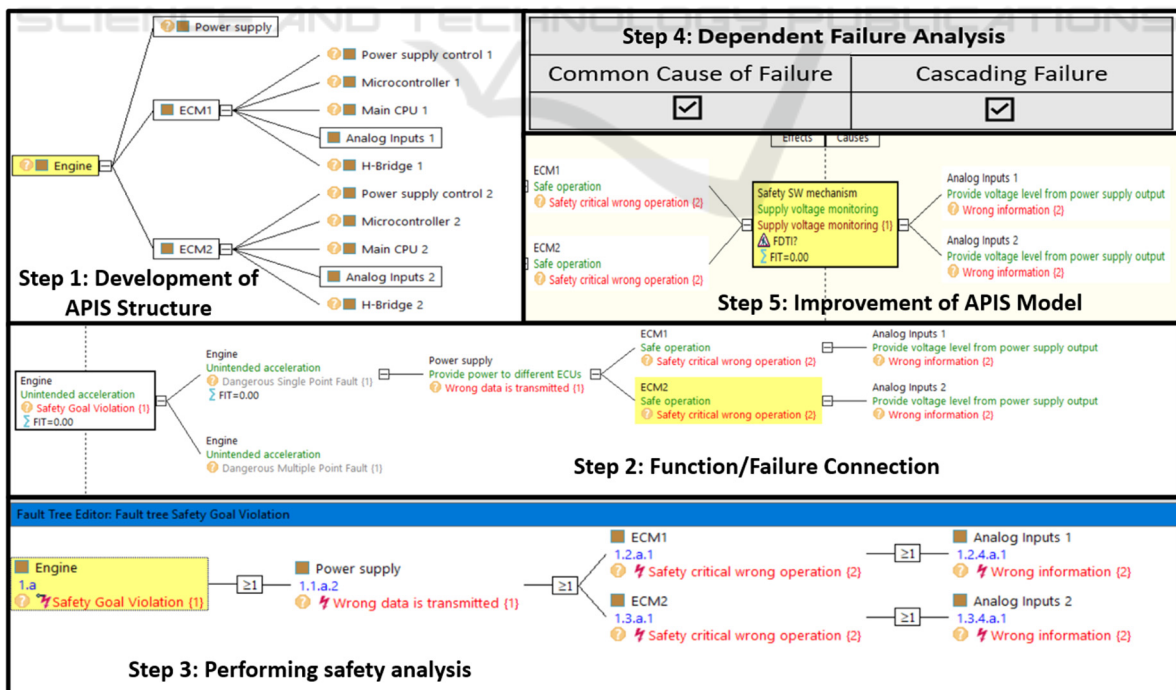 SCIENCE AND TECHNOLOGY PUBLICATIONS
Power supply
Power supply control 1
Microcontroller 1
ECM1
Main CPU 1
Analog Inputs 1
H-Bridge 1
Engine
Power supply control 2
Microcontroller 2
ECM2
Main CPU 2
Analog Inputs 2
H-Bridge 2
Step 1: Development of
APIS Structure
Step 4: Dependent Failure Analysis
Common Cause of Failure
Cascading Failure
Effects
Causes
ECM1
Safe operation
Safety critical wrong operation {2}
ECM2
Safe operation
Safety critical wrong operation {2}
Safety SW mechanism
Supply voltage monitoring
Supply voltage monitoring {1}
FDTI?
Σ FIT=0.00
Analog Inputs 1
Provide voltage level from power supply output
Wrong information {2}
Analog Inputs 2
Provide voltage level from power supply output
Wrong information {2}
Step 5: Improvement of APIS Model
Engine
Unintended acceleration
Safety Goal Violation {1}
Σ FIT=0.00
Engine
Unintended acceleration
Dangerous Single Point Fault {1}
Σ FIT=0.00
Engine
Unintended acceleration
Dangerous Multiple Point Fault {1}
Power supply
Provide power to different ECUs
Wrong data is transmitted {1}
ECM1
Safe operation
Safety critical wrong operation {2}
ECM2
Safe operation
Safety critical wrong operation {2}
Analog Inputs 1
Provide voltage level from power supply output
Wrong information {2}
Analog Inputs 2
Provide voltage level from power supply output
Wrong information {2}
Step 2: Function/Failure Connection
Fault Tree Editor: Fault tree Safety Goal Violation
Engine
1.a
Safety Goal Violation {1}
≥1
Power supply
1.1.a.2
Wrong data is transmitted {1}
≥1
ECM1
1.2.a.1
Safety critical wrong operation {2}
≥1
Analog Inputs 1
1.2.4.a.1
Wrong information {2}
ECM2
1.3.a.1
Safety critical wrong operation {2}
≥1
Analog Inputs 2
1.3.4.a.1
Wrong information {2}
Step 3: Performing safety analysis